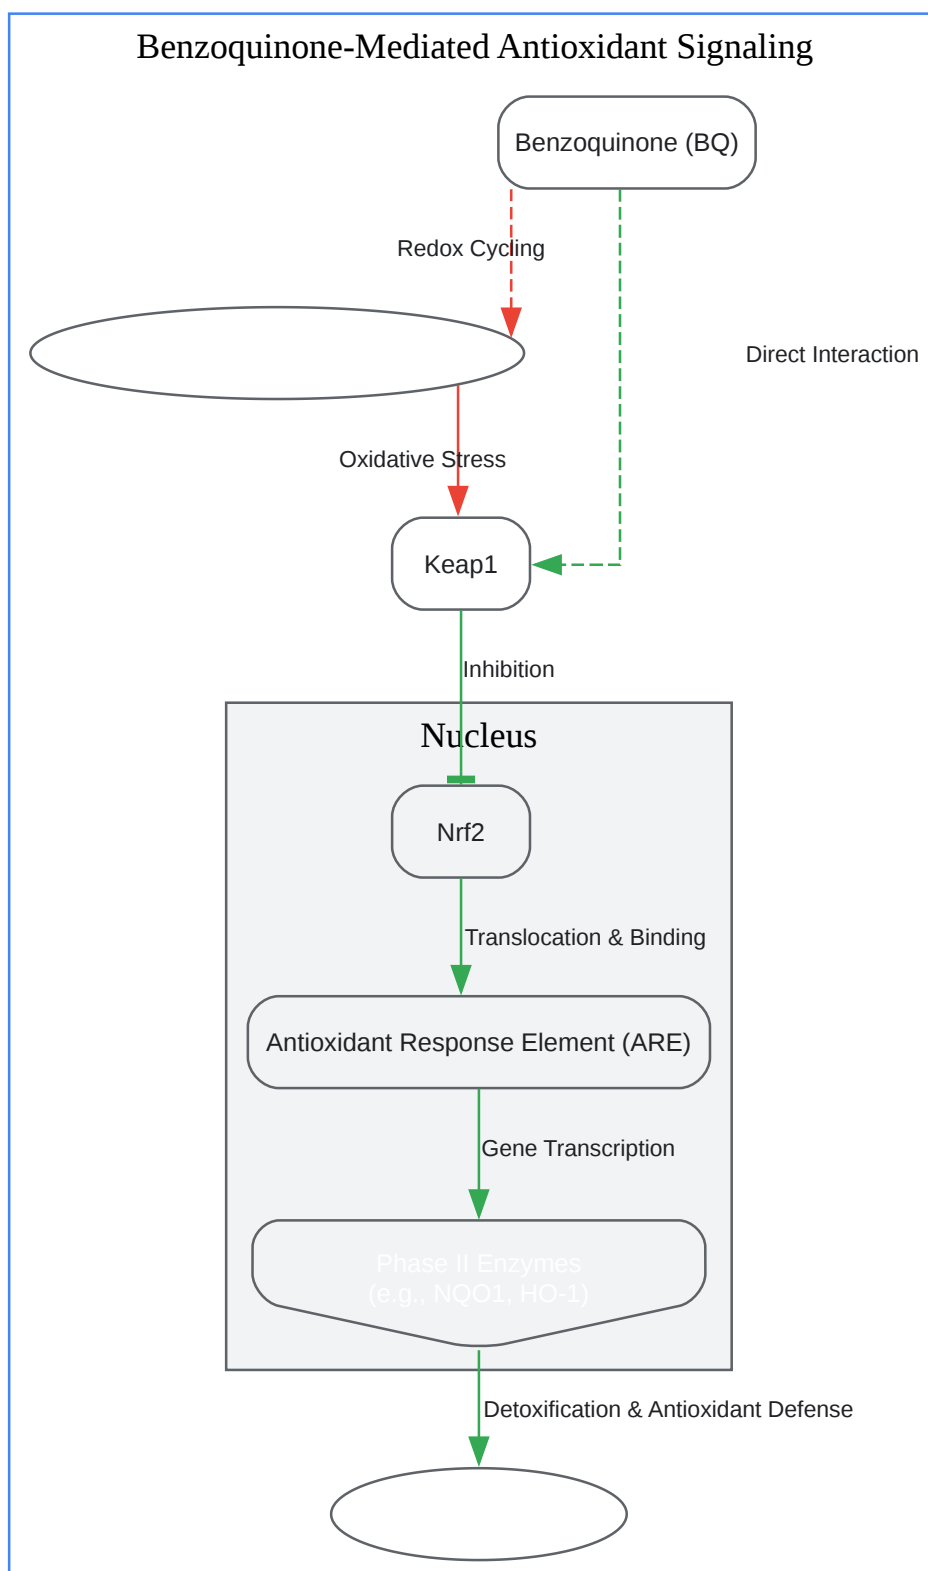 Benzoquinone-Mediated Antioxidant Signaling
Benzoquinone (BQ)
Redox Cycling
Direct Interaction
Oxidative Stress
Keap1
Inhibition
Nucleus
Nrf2
Translocation & Binding
Antioxidant Response Element (ARE)
Gene Transcription
Phase II Enzymes
(e.g., NQO1, HO-1)
Detoxification & Antioxidant Defense